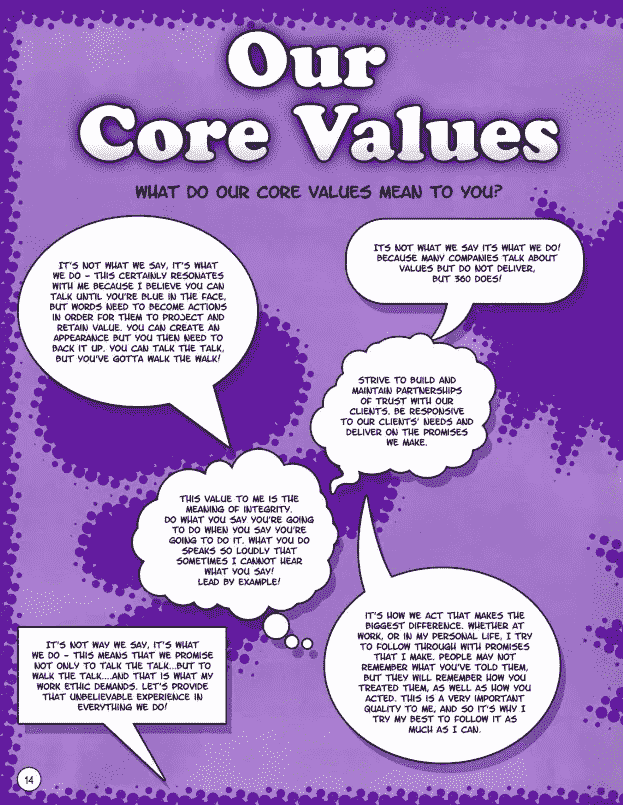 Our
Core Values
WHAT DO OUR CORE VALUES MEAN TO YOU?
IT'S NOT WHAT WE SAY, IT'S WHAT
WE DO – THIS CERTAINLY RESONATES
WITH ME BECAUSE I BELIEVE YOU CAN
TALK UNTIL YOU'RE BLUE IN THE FACE,
BUT WORDS NEED TO BECOME ACTIONS
IN ORDER FOR THEM TO PROJECT AND
RETAIN VALUE. YOU CAN CREATE AN
APPEARANCE BUT YOU THEN NEED TO
BACK IT UP. YOU CAN TALK THE TALK,
BUT YOU'VE GOTTA WALK THE WALK!
ITS NOT WHAT WE SAY ITS WHAT WE DO!
BECAUSE MANY COMPANIES TALK ABOUT
VALUES BUT DO NOT DELIVER,
BUT 360 DOES!
STRIVE TO BUILD AND
MAINTAIN PARTNERSHIPS
OF TRUST WITH OUR
CLIENTS. BE RESPONSIVE
TO OUR CLIENTS' NEEDS AND
DELIVER ON THE PROMISES
WE MAKE.
THIS VALUE TO ME IS THE
MEANING OF INTEGRITY.
DO WHAT YOU SAY YOU'RE GOING
TO DO WHEN YOU SAY YOU'RE
GOING TO DO IT. WHAT YOU DO
SPEAKS SO LOUDLY THAT
SOMETIMES I CANNOT HEAR
WHAT YOU SAY!
LEAD BY EXAMPLE!
IT'S HOW WE ACT THAT MAKES THE
BIGGEST DIFFERENCE. WHETHER AT
WORK, OR IN MY PERSONAL LIFE, I TRY
TO FOLLOW THROUGH WITH PROMISES
THAT I MAKE. PEOPLE MAY NOT
REMEMBER WHAT YOU'VE TOLD THEM,
BUT THEY WILL REMEMBER HOW YOU
TREATED THEM, AS WELL AS HOW YOU
ACTED. THIS IS A VERY IMPORTANT
QUALITY TO ME, AND SO IT'S WHY I
TRY MY BEST TO FOLLOW IT AS
MUCH AS I CAN.
IT'S NOT WAY WE SAY, IT'S WHAT
WE DO – THIS MEANS THAT WE PROMISE
NOT ONLY TO TALK THE TALK...BUT TO
WALK THE TALK....AND THAT IS WHAT MY
WORK ETHIC DEMANDS. LET'S PROVIDE
THAT UNBELIEVABLE EXPERIENCE IN
EVERYTHING WE DO!
14